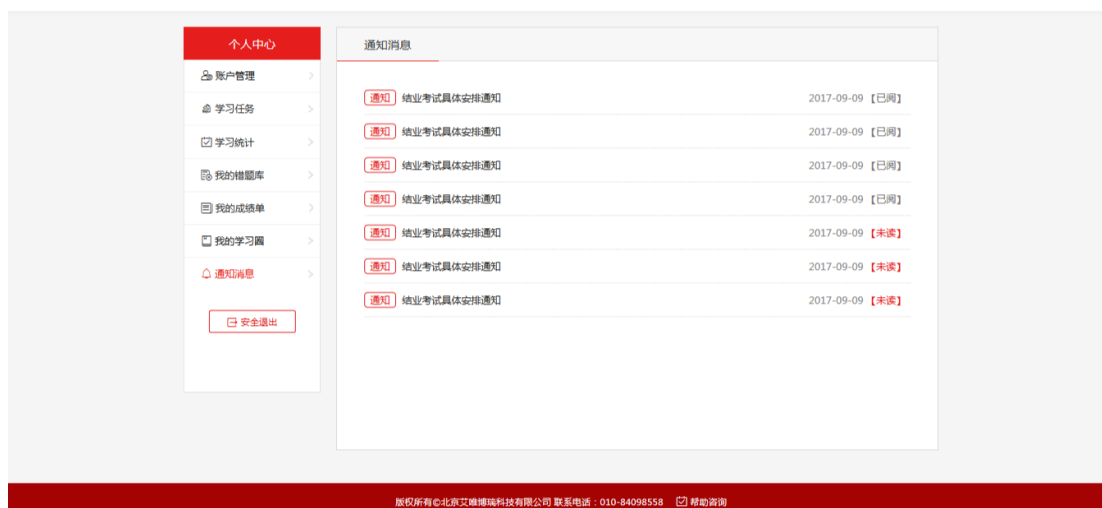 个人中心
账户管理
学习任务
学习统计
我的错题库
我的成绩单
我的学习圈
通知消息
安全退出
通知消息
通知 结业考试具体安排通知 2017-09-09 【已阅】
通知 结业考试具体安排通知 2017-09-09 【已阅】
通知 结业考试具体安排通知 2017-09-09 【已阅】
通知 结业考试具体安排通知 2017-09-09 【已阅】
通知 结业考试具体安排通知 2017-09-09 【未读】
通知 结业考试具体安排通知 2017-09-09 【未读】
通知 结业考试具体安排通知 2017-09-09 【未读】
版权所有©北京艾唯博瑞科技有限公司 联系电话：010-84098558 帮助咨询